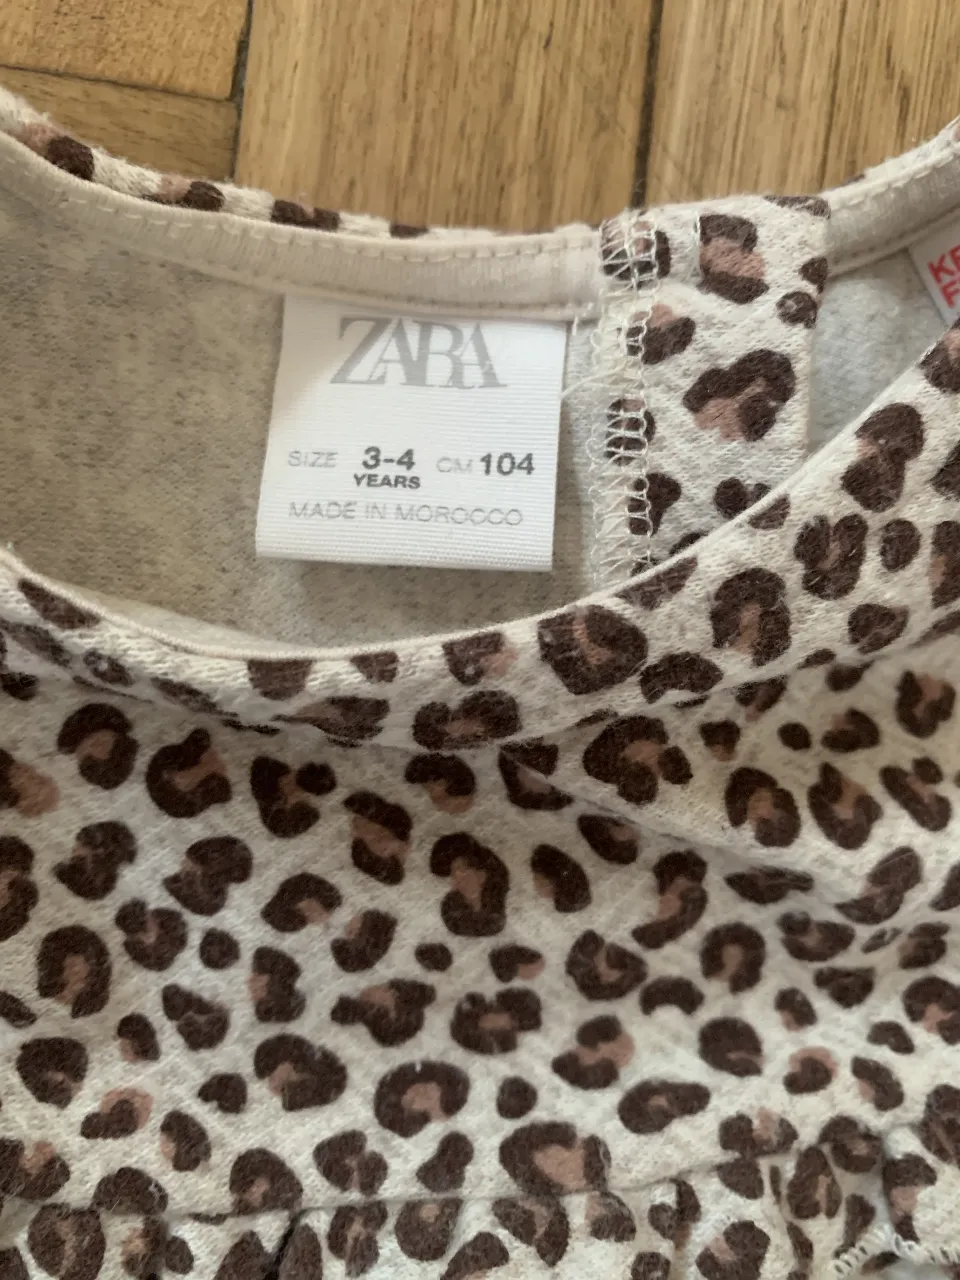 ZARA
SIZE 3-4 CM 104
YEARS
MADE IN MOROCCO